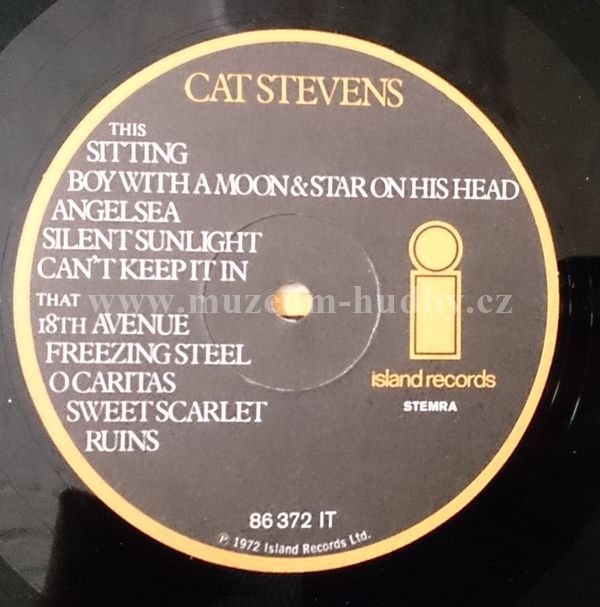 CAT STEVENS
THIS
SITTING
BOY WITH A MOON & STAR ON HIS HEAD
ANGELSEA
SILENT SUNLIGHT
CAN'T KEEP IT IN
THAT
www.muzeum-hudby.cz
18TH AVENUE
FREEZING STEEL
O CARITAS
SWEET SCARLET
RUINS
i
island records
STEMRA
86 372 IT
℗ 1972 Island Records Ltd.